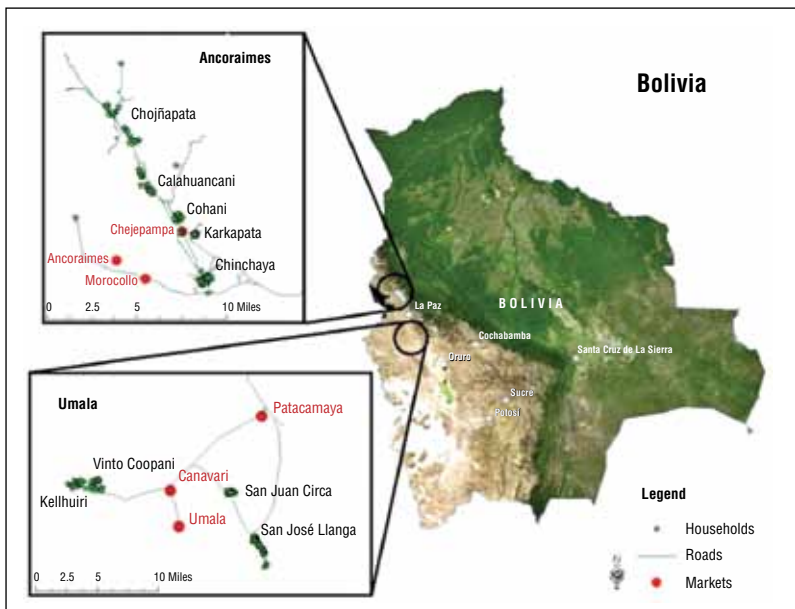 Ancoraimes
Chojñapata
Calahuancani
Cohani
Chejepampa
Karkapata
Ancoraimes
Morocollo
Chinchaya
0 2.5 5 10 Miles
Bolivia
BOLIVIA
La Paz
Cochabamba
Oruro
Santa Cruz de La Sierra
Sucre
Potosi
Umala
Patacamaya
Vinto Coopani
Canavari
Kellhuiri
San Juan Circa
Umala
San José Llanga
0 2.5 5 10 Miles
Legend
Households
Roads
Markets